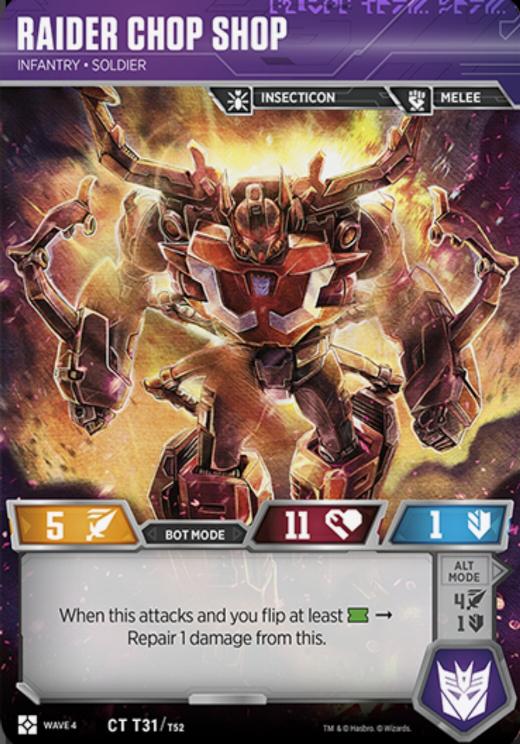 RAIDER CHOP SHOP
INFANTRY • SOLDIER
INSECTICON
MELEE
5
BOT MODE
11
1
ALT
MODE
4
1
When this attacks and you flip at least →
Repair 1 damage from this.
WAVE 4
CT T31/T52
TM & © Hasbro. © Wizards.